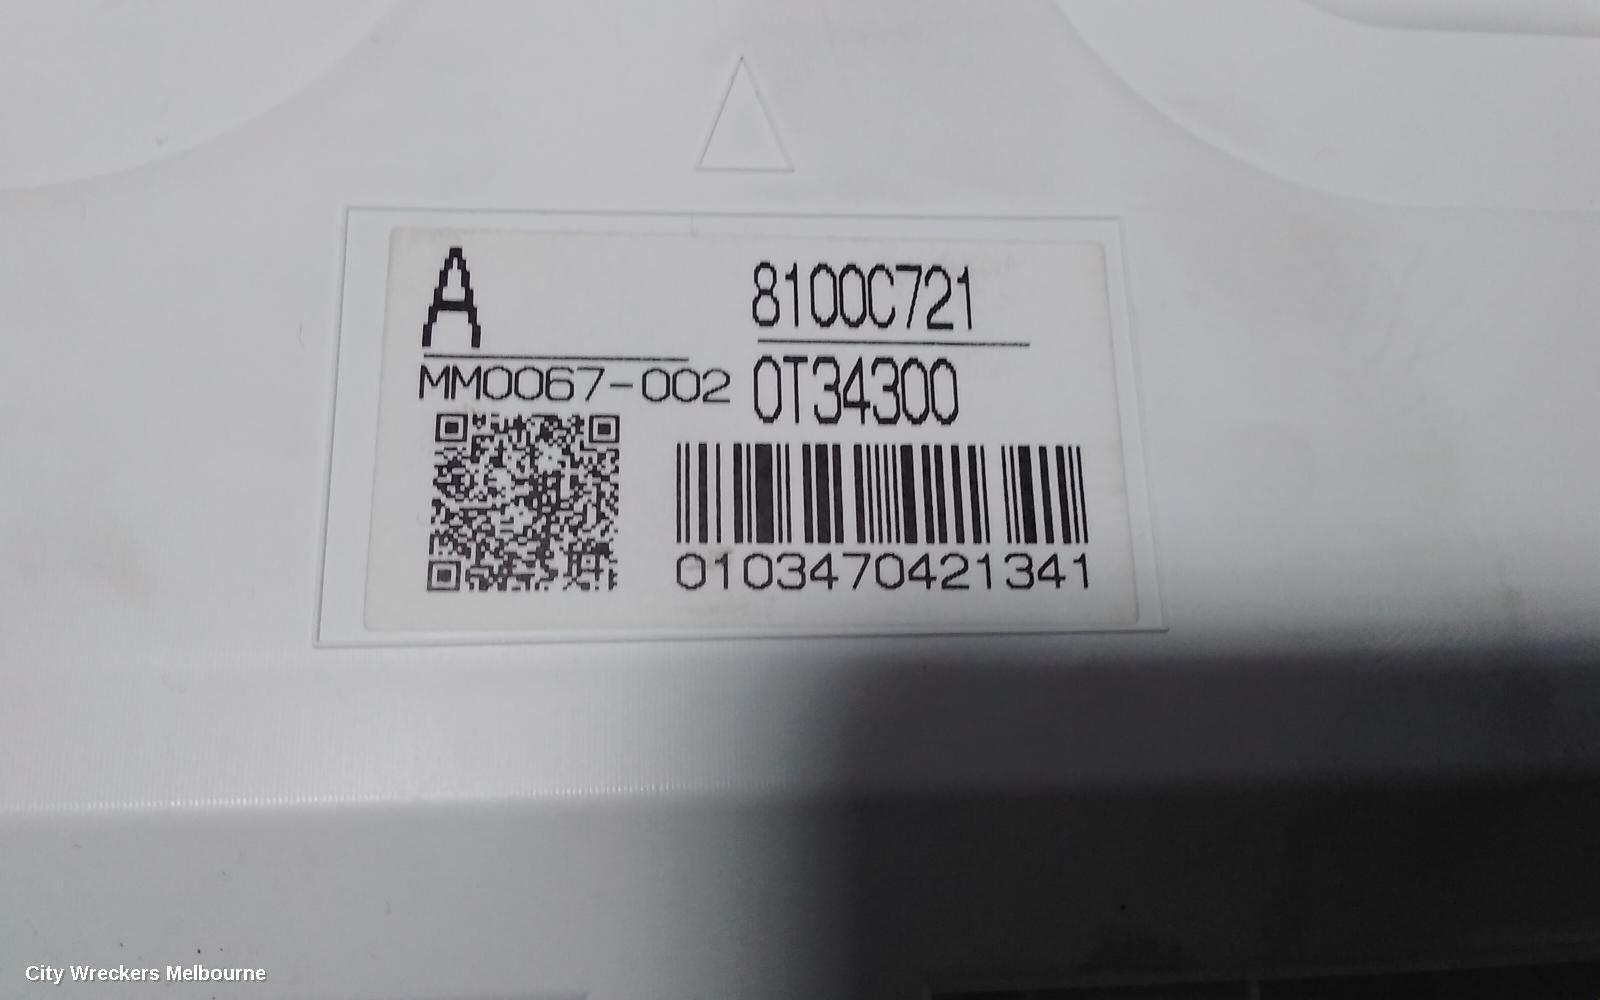 A
8100C721
MM0067-002
0T34300
0103470421341
City Wreckers Melbourne